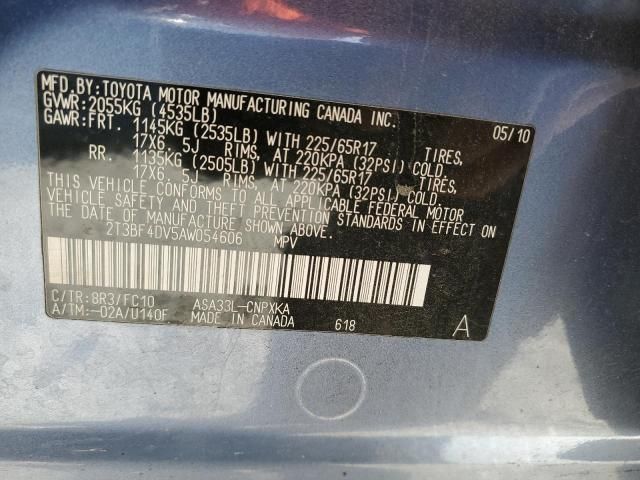 MFD.BY:TOYOTA MOTOR MANUFACTURING CANADA INC.
GVWR:2055KG (4535LB) 05/10
GAWR:FRT. 1145KG (2535LB) WITH 225/65R17 TIRES,
17X6. 5J RIMS, AT 220KPA (32PSI) COLD.
RR. 1135KG (2505LB) WITH 225/65R17 TIRES,
17X6. 5J RIMS, AT 220KPA (32PSI) COLD.
THIS VEHICLE CONFORMS TO ALL APPLICABLE FEDERAL MOTOR
VEHICLE SAFETY AND THEFT PREVENTION STANDARDS IN EFFECT
ON THE DATE OF MANUFACTURE SHOWN ABOVE.
2T3BF4DV5AW054606 MPV
C/TR:8R3/FC10 ASA33L-CNPXKA
A/TM:-02A/U140F MADE IN CANADA 618 A